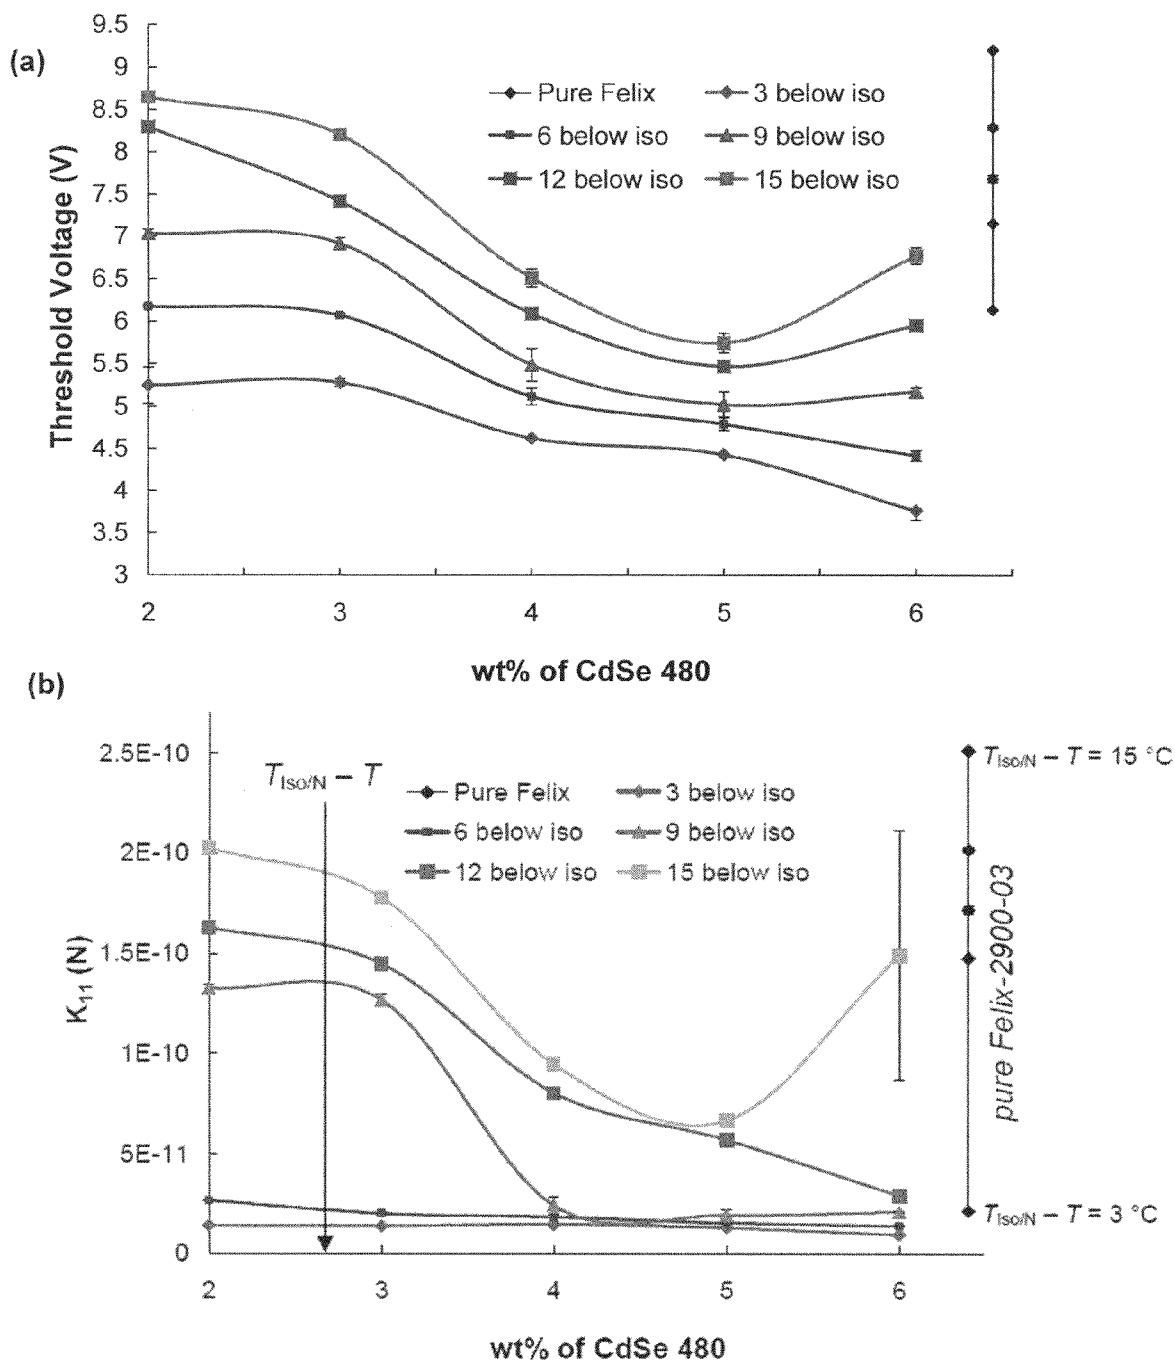 (a)
Threshold Voltage (V)
9.5
9
8.5
8
7.5
7
6.5
6
5.5
5
4.5
4
3.5
3
Pure Felix
3 below iso
6 below iso
9 below iso
12 below iso
15 below iso
2 3 4 5 6
wt% of CdSe 480
(b)
K11 (N)
2.5E-10
2E-10
1.5E-10
1E-10
5E-11
0
TIso/N – T
Pure Felix
3 below iso
6 below iso
9 below iso
12 below iso
15 below iso
TIso/N – T = 15 °C
pure Felix-2900-03
TIso/N – T = 3 °C
2 3 4 5 6
wt% of CdSe 480